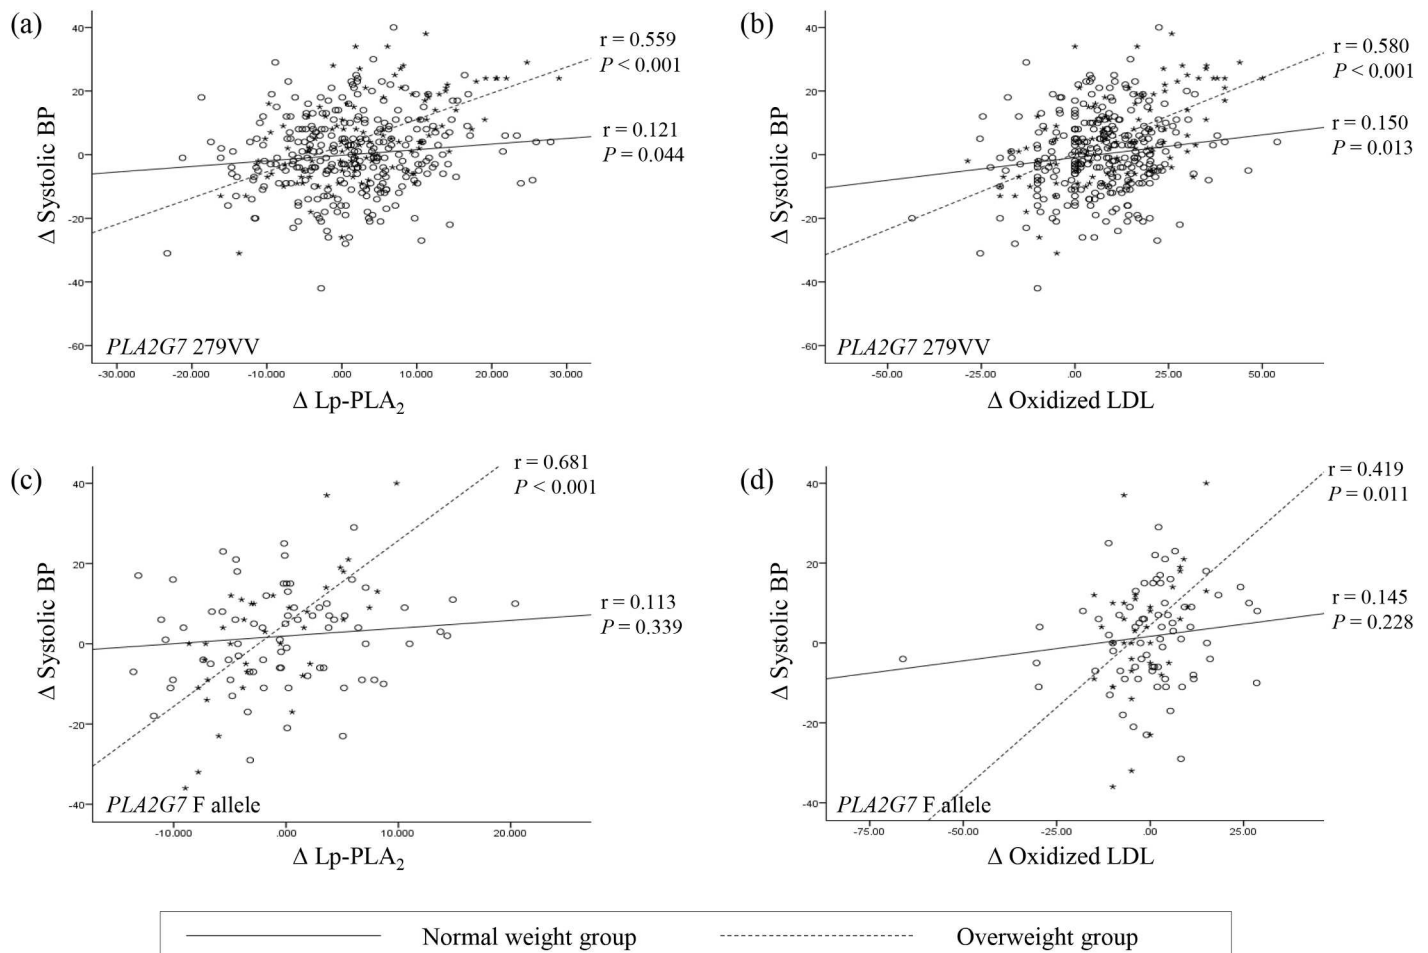 (a)
40
20
0
-20
-40
-60
Δ Systolic BP
r = 0.559
P < 0.001
r = 0.121
P = 0.044
PLA2G7 279VV
-30.000 -20.000 -10.000 .000 10.000 20.000 30.000
Δ Lp-PLA₂
(b)
40
20
0
-20
-40
-60
Δ Systolic BP
r = 0.580
P < 0.001
r = 0.150
P = 0.013
PLA2G7 279VV
-50.00 -25.00 .00 25.00 50.00
Δ Oxidized LDL
(c)
40
20
0
-20
-40
Δ Systolic BP
r = 0.681
P < 0.001
r = 0.113
P = 0.339
PLA2G7 F allele
-10.000 .000 10.000 20.000
Δ Lp-PLA₂
(d)
40
20
0
-20
-40
Δ Systolic BP
r = 0.419
P = 0.011
r = 0.145
P = 0.228
PLA2G7 F allele
-75.00 -50.00 -25.00 .00 25.00
Δ Oxidized LDL
Normal weight group Overweight group